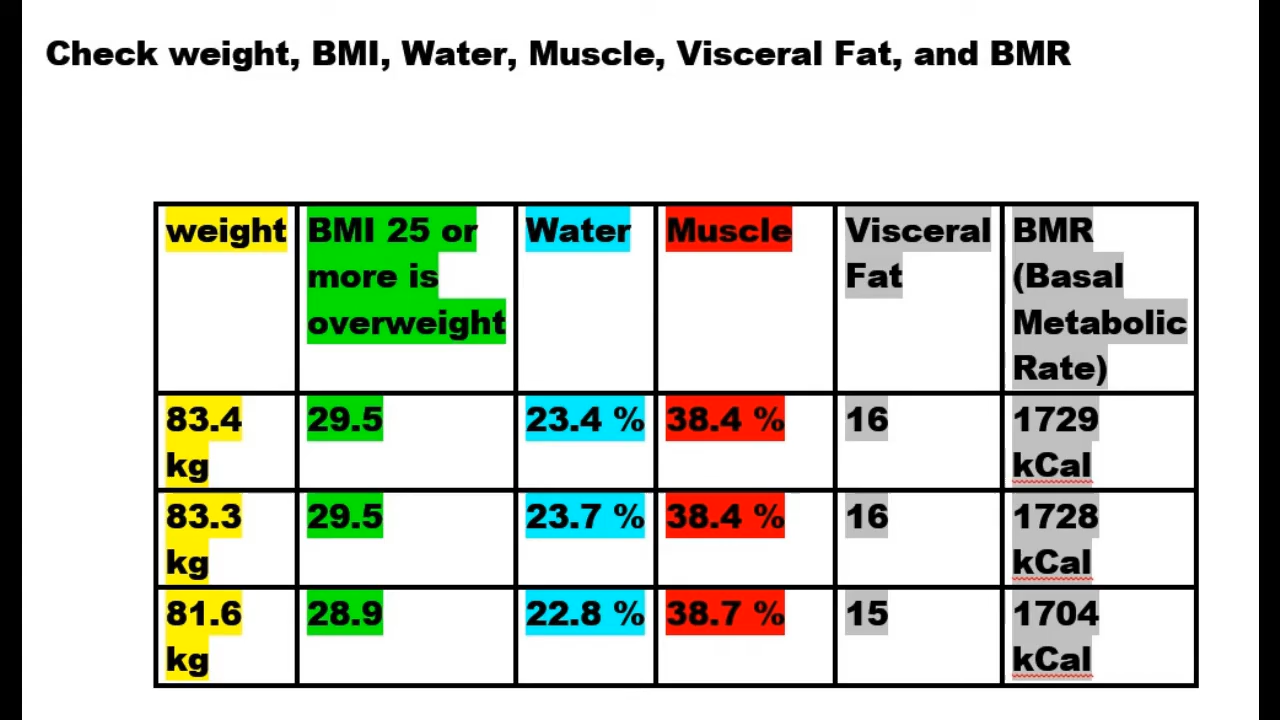 Check weight, BMI, Water, Muscle, Visceral Fat, and BMR
weight
BMI 25 or
more is
overweight
Water
Muscle
Visceral
Fat
BMR
(Basal
Metabolic
Rate)
83.4
kg
29.5
23.4 %
38.4 %
16
1729
kCal
83.3
kg
29.5
23.7 %
38.4 %
16
1728
kCal
81.6
kg
28.9
22.8 %
38.7 %
15
1704
kCal